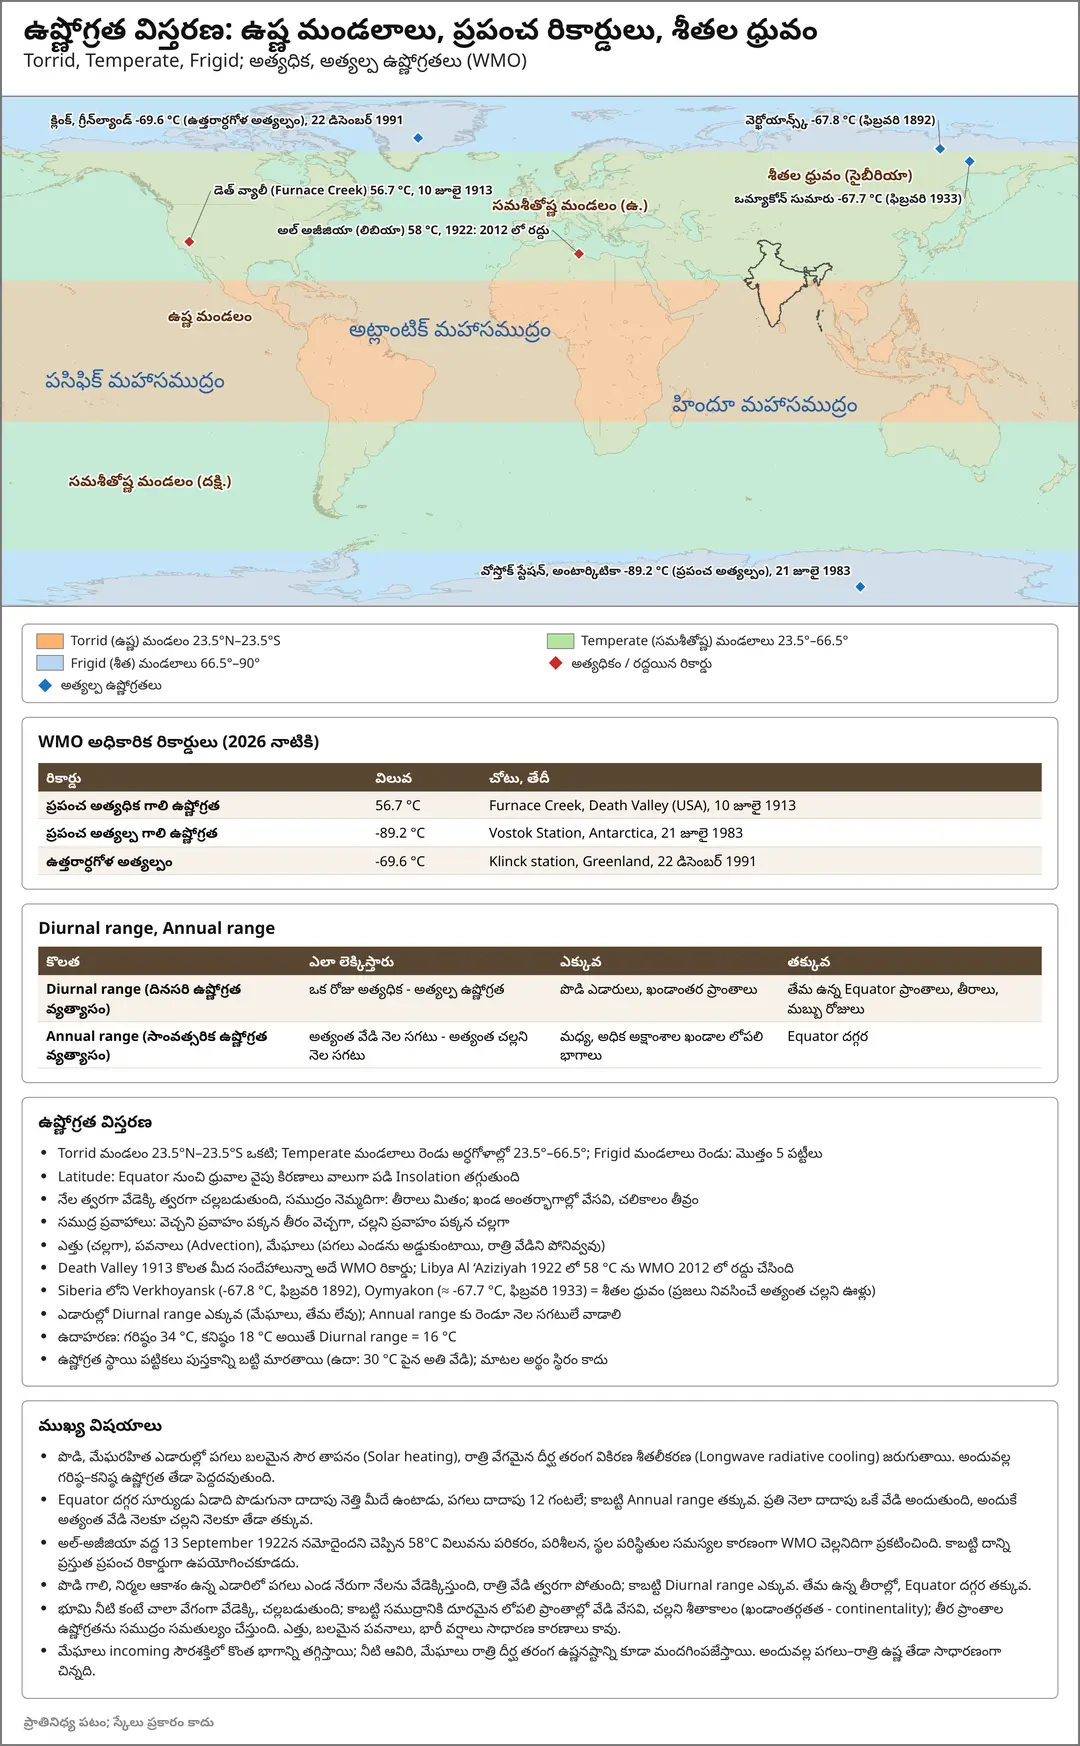 ఉష్ణోగ్రత విస్తరణ: ఉష్ణ మండలాలు, ప్రపంచ రికార్డులు, శీతల ధ్రువం
Torrid, Temperate, Frigid; అత్యధిక, అత్యల్ప ఉష్ణోగ్రతలు (WMO)
క్లింక్, గ్రీన్‌ల్యాండ్ -69.6 °C (ఉత్తరార్ధగోళ అత్యల్పం), 22 డిసెంబర్ 1991
వెర్ఖోయాన్స్క్ -67.8 °C (ఫిబ్రవరి 1892)
శీతల ధ్రువం (సైబీరియా)
డెత్ వ్యాలీ (Furnace Creek) 56.7 °C, 10 జూలై 1913
ఒమ్యాకోన్ సుమారు -67.7 °C (ఫిబ్రవరి 1933)
సమశీతోష్ణ మండలం (ఉ.)
అల్ అజీజియా (లిబియా) 58 °C, 1922: 2012 లో రద్దు
ఉష్ణ మండలం
అట్లాంటిక్ మహాసముద్రం
పసిఫిక్ మహాసముద్రం
హిందూ మహాసముద్రం
సమశీతోష్ణ మండలం (దక్షి.)
వోస్తోక్ స్టేషన్, అంటార్కిటికా -89.2 °C (ప్రపంచ అత్యల్పం), 21 జూలై 1983
Torrid (ఉష్ణ) మండలం 23.5°N–23.5°S
Temperate (సమశీతోష్ణ) మండలాలు 23.5°–66.5°
Frigid (శీత) మండలాలు 66.5°–90°
అత్యధికం / రద్దయిన రికార్డు
అత్యల్ప ఉష్ణోగ్రతలు
WMO అధికారిక రికార్డులు (2026 నాటికి)
రికార్డు విలువ చోటు, తేదీ
ప్రపంచ అత్యధిక గాలి ఉష్ణోగ్రత 56.7 °C Furnace Creek, Death Valley (USA), 10 జూలై 1913
ప్రపంచ అత్యల్ప గాలి ఉష్ణోగ్రత -89.2 °C Vostok Station, Antarctica, 21 జూలై 1983
ఉత్తరార్ధగోళ అత్యల్పం -69.6 °C Klinck station, Greenland, 22 డిసెంబర్ 1991
Diurnal range, Annual range
కొలత ఎలా లెక్కిస్తారు ఎక్కువ తక్కువ
Diurnal range (దినసరి ఉష్ణోగ్రత ఒక రోజు అత్యధిక - అత్యల్ప ఉష్ణోగ్రత పొడి ఎడారులు, ఖండాంతర ప్రాంతాలు తేమ ఉన్న Equator ప్రాంతాలు, తీరాలు,
వ్యత్యాసం) మబ్బు రోజులు
Annual range (సాంవత్సరిక ఉష్ణోగ్రత అత్యంత వేడి నెల సగటు - అత్యంత చల్లని మధ్య, అధిక అక్షాంశాల ఖండాల లోపలి Equator దగ్గర
వ్యత్యాసం) నెల సగటు భాగాలు
ఉష్ణోగ్రత విస్తరణ
• Torrid మండలం 23.5°N–23.5°S ఒకటి; Temperate మండలాలు రెండు అర్ధగోళాల్లో 23.5°–66.5°; Frigid మండలాలు రెండు: మొత్తం 5 పట్టీలు
• Latitude: Equator నుంచి ధ్రువాల వైపు కిరణాలు వాలుగా పడి Insolation తగ్గుతుంది
• నేల త్వరగా వేడెక్కి త్వరగా చల్లబడుతుంది, సముద్రం నెమ్మదిగా: తీరాలు మితం; ఖండ అంతర్భాగాల్లో వేసవి, చలికాలం తీవ్రం
• సముద్ర ప్రవాహాలు: వెచ్చని ప్రవాహం పక్కన తీరం వెచ్చగా, చల్లని ప్రవాహం పక్కన చల్లగా
• ఎత్తు (చల్లగా), పవనాలు (Advection), మేఘాలు (పగలు ఎండను అడ్డుకుంటాయి, రాత్రి వేడిని పోనివ్వవు)
• Death Valley 1913 కొలత మీద సందేహాలున్నా అదే WMO రికార్డు; Libya Al ‘Aziziyah 1922 లో 58 °C ను WMO 2012 లో రద్దు చేసింది
• Siberia లోని Verkhoyansk (-67.8 °C, ఫిబ్రవరి 1892), Oymyakon (≈ -67.7 °C, ఫిబ్రవరి 1933) = శీతల ధ్రువం (ప్రజలు నివసించే అత్యంత చల్లని ఊళ్లు)
• ఎడారుల్లో Diurnal range ఎక్కువ (మేఘాలు, తేమ లేవు); Annual range కు రెండూ నెల సగటులే వాడాలి
• ఉదాహరణ: గరిష్ఠం 34 °C, కనిష్ఠం 18 °C అయితే Diurnal range = 16 °C
• ఉష్ణోగ్రత స్థాయి పట్టికలు పుస్తకాన్ని బట్టి మారతాయి (ఉదా: 30 °C పైన అతి వేడి); మాటల అర్థం స్థిరం కాదు
ముఖ్య విషయాలు
• పొడి, మేఘరహిత ఎడారుల్లో పగలు బలమైన సౌర తాపనం (Solar heating), రాత్రి వేగమైన దీర్ఘ తరంగ వికిరణ శీతలీకరణ (Longwave radiative cooling) జరుగుతాయి. అందువల్ల
గరిష్ఠ–కనిష్ఠ ఉష్ణోగ్రత తేడా పెద్దదవుతుంది.
• Equator దగ్గర సూర్యుడు ఏడాది పొడుగునా దాదాపు నెత్తి మీదే ఉంటాడు, పగలు దాదాపు 12 గంటలే; కాబట్టి Annual range తక్కువ. ప్రతి నెలా దాదాపు ఒకే వేడి అందుతుంది, అందుకే
అత్యంత వేడి నెలకూ చల్లని నెలకూ తేడా తక్కువ.
• అల్-అజీజియా వద్ద 13 September 1922న నమోదైందని చెప్పిన 58°C విలువను పరికరం, పరిశీలన, స్థల పరిస్థితుల సమస్యల కారణంగా WMO చెల్లనిదిగా ప్రకటించింది. కాబట్టి దాన్ని
ప్రస్తుత ప్రపంచ రికార్డుగా ఉపయోగించకూడదు.
• పొడి గాలి, నిర్మల ఆకాశం ఉన్న ఎడారిలో పగలు ఎండ నేరుగా నేలను వేడెక్కిస్తుంది, రాత్రి వేడి త్వరగా పోతుంది; కాబట్టి Diurnal range ఎక్కువ. తేమ ఉన్న తీరాల్లో, Equator దగ్గర తక్కువ.
• భూమి నీటి కంటే చాలా వేగంగా వేడెక్కి, చల్లబడుతుంది; కాబట్టి సముద్రానికి దూరమైన లోపలి ప్రాంతాల్లో వేడి వేసవి, చల్లని శీతాకాలం (ఖండాంతర్గతత - continentality); తీర ప్రాంతాల
ఉష్ణోగ్రతను సముద్రం సమతుల్యం చేస్తుంది. ఎత్తు, బలమైన పవనాలు, భారీ వర్షాలు సాధారణ కారణాలు కావు.
• మేఘాలు incoming సౌరశక్తిలో కొంత భాగాన్ని తగ్గిస్తాయి; నీటి ఆవిరి, మేఘాలు రాత్రి దీర్ఘ తరంగ ఉష్ణనష్టాన్ని కూడా మందగింపజేస్తాయి. అందువల్ల పగలు–రాత్రి ఉష్ణ తేడా సాధారణంగా
చిన్నది.
ప్రాతినిధ్య పటం; స్కేలు ప్రకారం కాదు